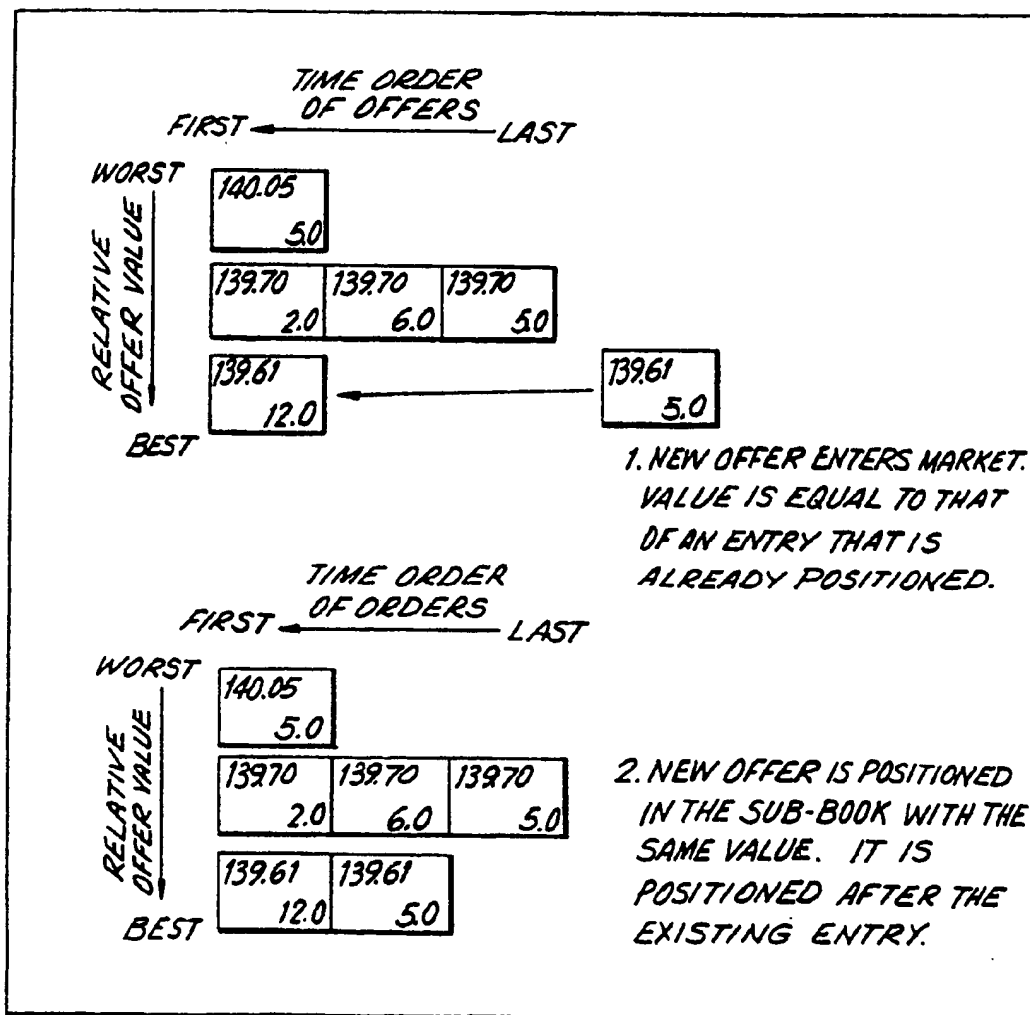 TIME ORDER
OF OFFERS
FIRST LAST
WORST
RELATIVE
OFFER VALUE
140.05
5.0
139.70 139.70 139.70
2.0 6.0 5.0
139.61 139.61
12.0 5.0
BEST
1. NEW OFFER ENTERS MARKET.
VALUE IS EQUAL TO THAT
OF AN ENTRY THAT IS
ALREADY POSITIONED.
TIME ORDER
OF ORDERS
FIRST LAST
WORST
RELATIVE
OFFER VALUE
140.05
5.0
139.70 139.70 139.70
2.0 6.0 5.0
139.61 139.61
12.0 5.0
BEST
2. NEW OFFER IS POSITIONED
IN THE SUB-BOOK WITH THE
SAME VALUE. IT IS
POSITIONED AFTER THE
EXISTING ENTRY.